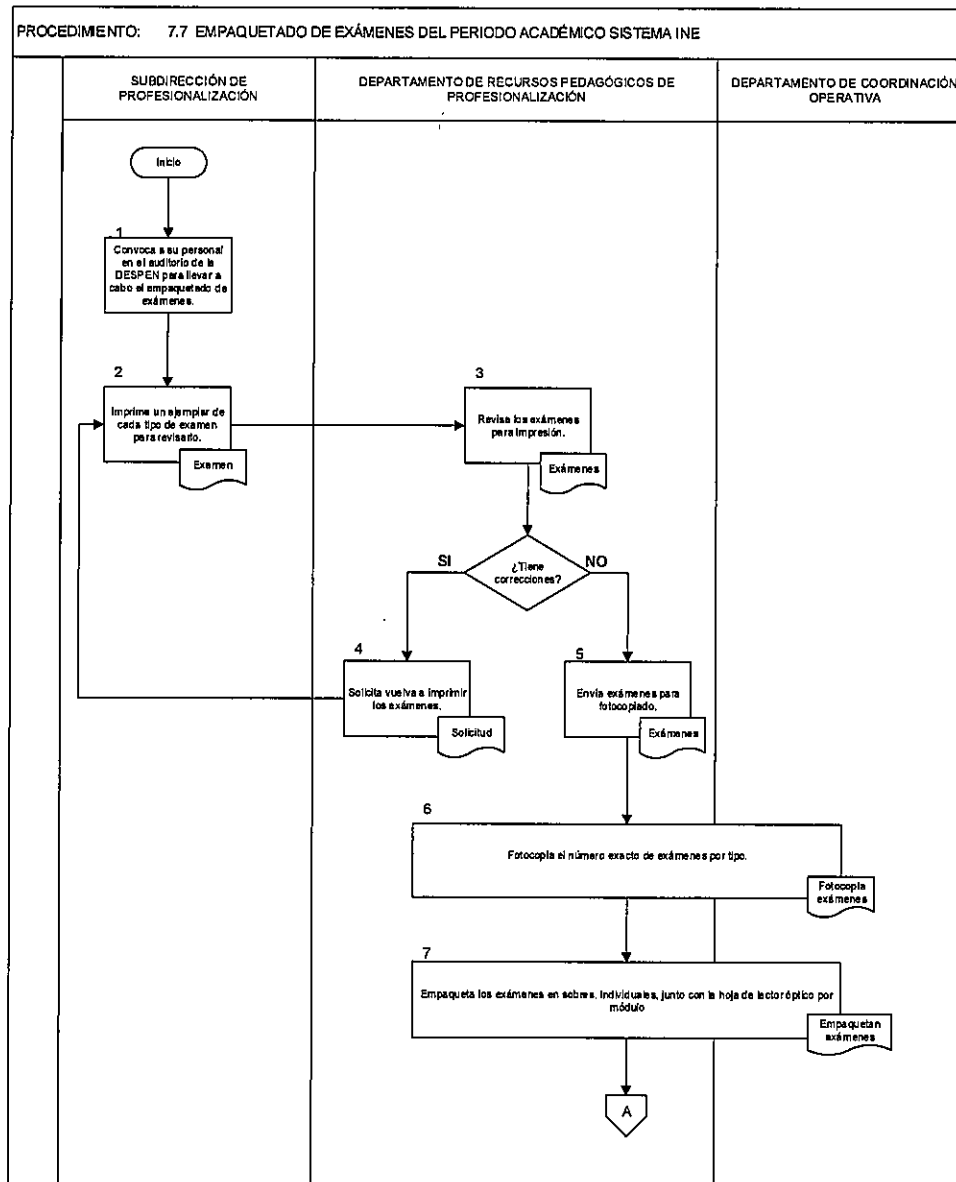 PROCEDIMIENTO: 7.7 EMPAQUETADO DE EXÁMENES DEL PERIODO ACADÉMICO SISTEMA INE
SUBDIRECCIÓN DE
PROFESIONALIZACIÓN
DEPARTAMENTO DE RECURSOS PEDAGÓGICOS DE
PROFESIONALIZACIÓN
DEPARTAMENTO DE COORDINACIÓN
OPERATIVA
Inicio
1
Convoca a su personal
en el auditorio de la
DESPEN para llevar a
cabo el empaquetado de
exámenes.
2
Imprime un ejemplar de
cada tipo de examen
para revisarlo.
Examen
3
Revisa los exámenes
para impresión.
Exámenes
¿Tiene
correcciones?
SI
NO
4
Solicita vuelva a imprimir
los exámenes.
Solicitud
5
Envía exámenes para
fotocopiado.
Exámenes
6
Fotocopia el número exacto de exámenes por tipo.
Fotocopia
exámenes
7
Empaqueta los exámenes en sobres, individuales, junto con la hoja de lector óptico por
módulo
Empaquetan
exámenes
A